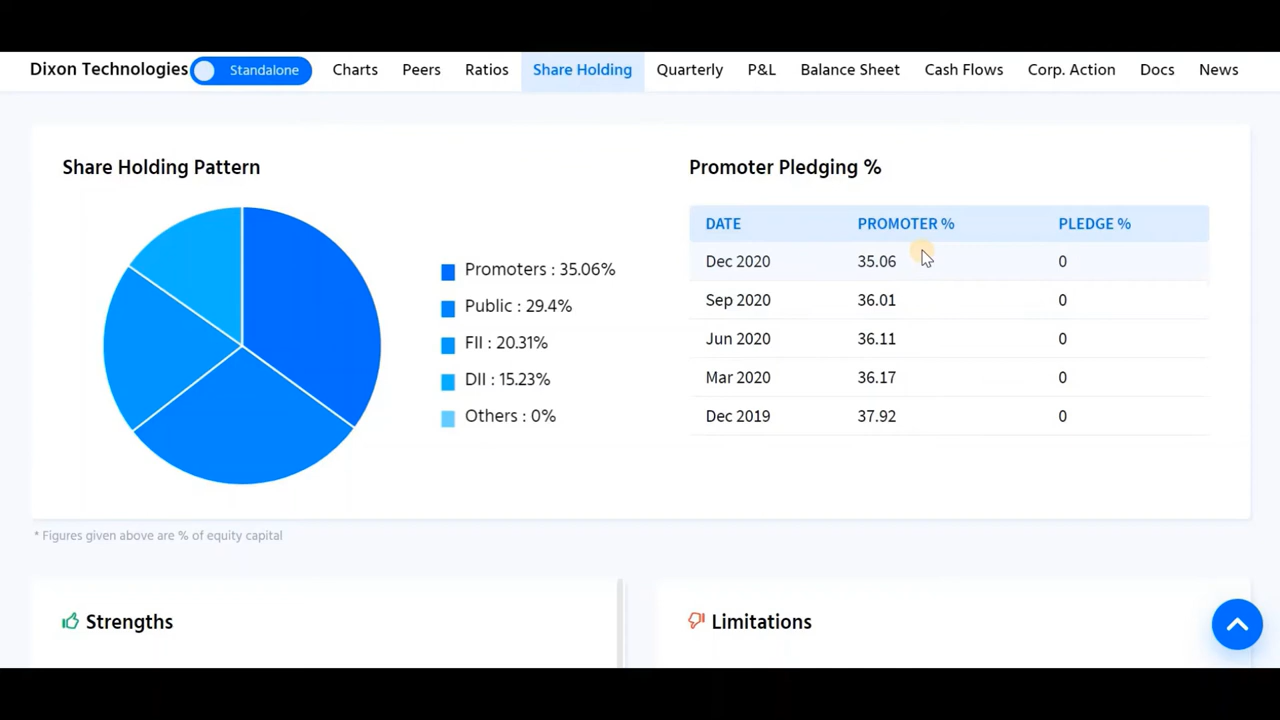 Dixon Technologies Standalone Charts Peers Ratios Share Holding Quarterly P&L Balance Sheet Cash Flows Corp. Action Docs News
Share Holding Pattern
Promoters : 35.06%
Public : 29.4%
FII : 20.31%
DII : 15.23%
Others : 0%
Promoter Pledging %
DATE PROMOTER % PLEDGE %
Dec 2020 35.06 0
Sep 2020 36.01 0
Jun 2020 36.11 0
Mar 2020 36.17 0
Dec 2019 37.92 0
* Figures given above are % of equity capital
Strengths
Limitations